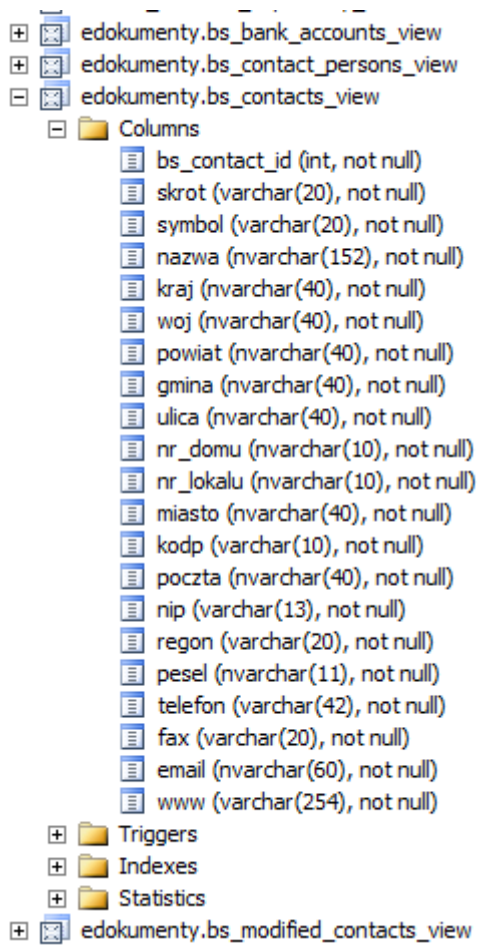 edokumenty.bs_bank_accounts_view
edokumenty.bs_contact_persons_view
edokumenty.bs_contacts_view
Columns
bs_contact_id (int, not null)
skrot (varchar(20), not null)
symbol (varchar(20), not null)
nazwa (nvarchar(152), not null)
kraj (nvarchar(40), not null)
woj (nvarchar(40), not null)
powiat (nvarchar(40), not null)
gmina (nvarchar(40), not null)
ulica (nvarchar(40), not null)
nr_domu (nvarchar(10), not null)
nr_lokalu (nvarchar(10), not null)
miasto (nvarchar(40), not null)
kodp (varchar(10), not null)
poczta (nvarchar(40), not null)
nip (varchar(13), not null)
regon (varchar(20), not null)
pesel (nvarchar(11), not null)
telefon (varchar(42), not null)
fax (varchar(20), not null)
email (nvarchar(60), not null)
www (varchar(254), not null)
Triggers
Indexes
Statistics
edokumenty.bs_modified_contacts_view